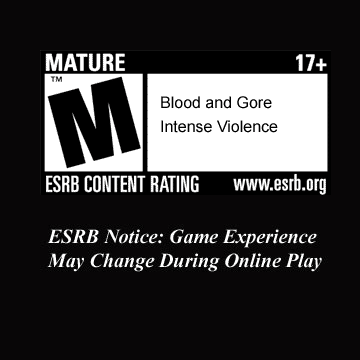 MATURE 17+
™
M
Blood and Gore
Intense Violence
ESRB CONTENT RATING www.esrb.org
ESRB Notice: Game Experience
May Change During Online Play